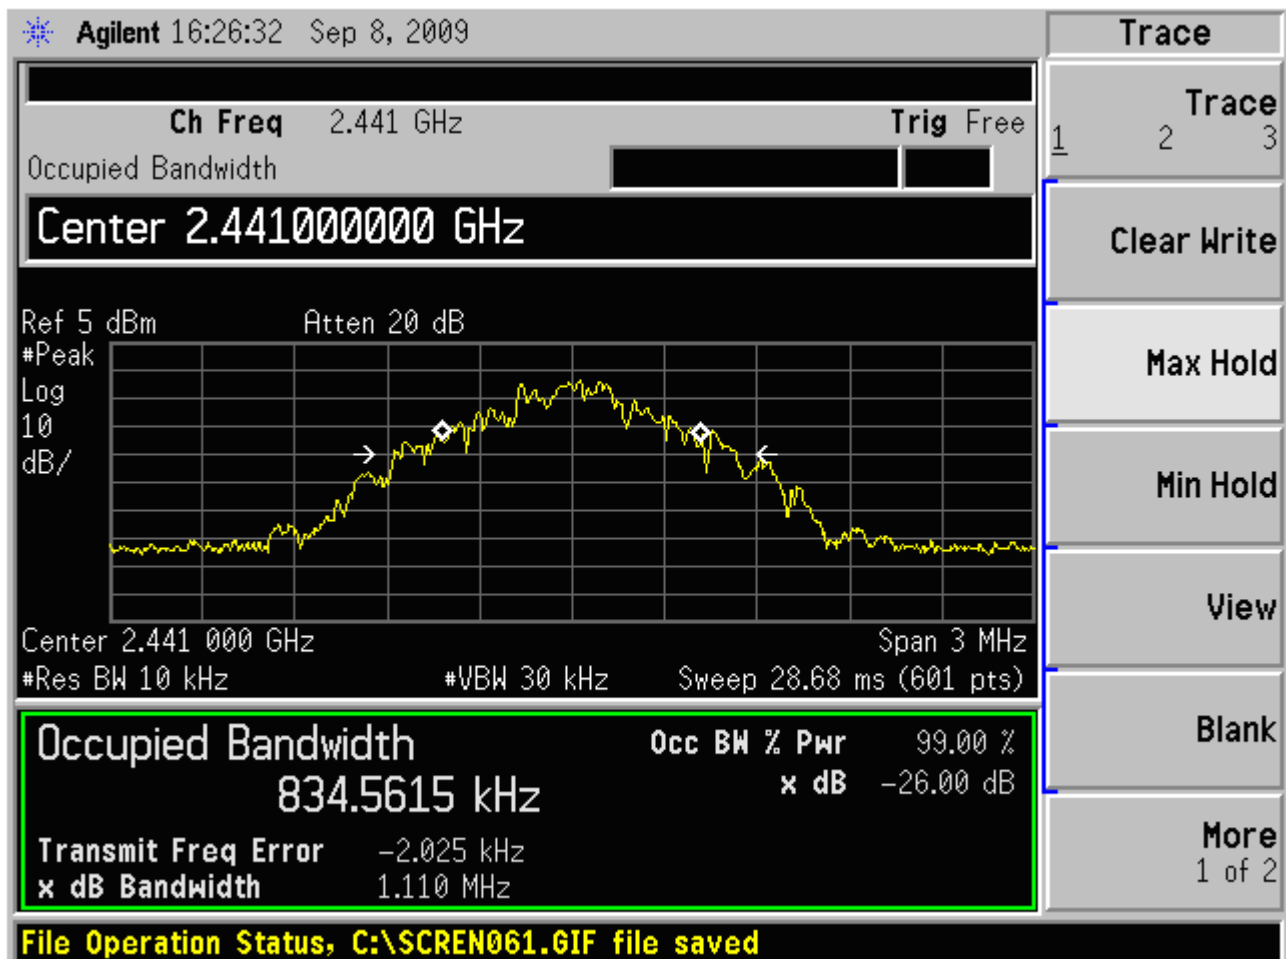 Agilent 16:26:32 Sep 8, 2009
Trace
Ch Freq 2.441 GHz Trig Free
Occupied Bandwidth
Center 2.441000000 GHz
Ref 5 dBm Atten 20 dB
#Peak
Log
10
dB/
Center 2.441 000 GHz Span 3 MHz
#Res BW 10 kHz #VBW 30 kHz Sweep 28.68 ms (601 pts)
Occupied Bandwidth
834.5615 kHz
Occ BW % Pwr 99.00 %
x dB -26.00 dB
Transmit Freq Error -2.025 kHz
x dB Bandwidth 1.110 MHz
Trace
1 2 3
Clear Write
Max Hold
Min Hold
View
Blank
More
1 of 2
File Operation Status, C:\SCREN061.GIF file saved